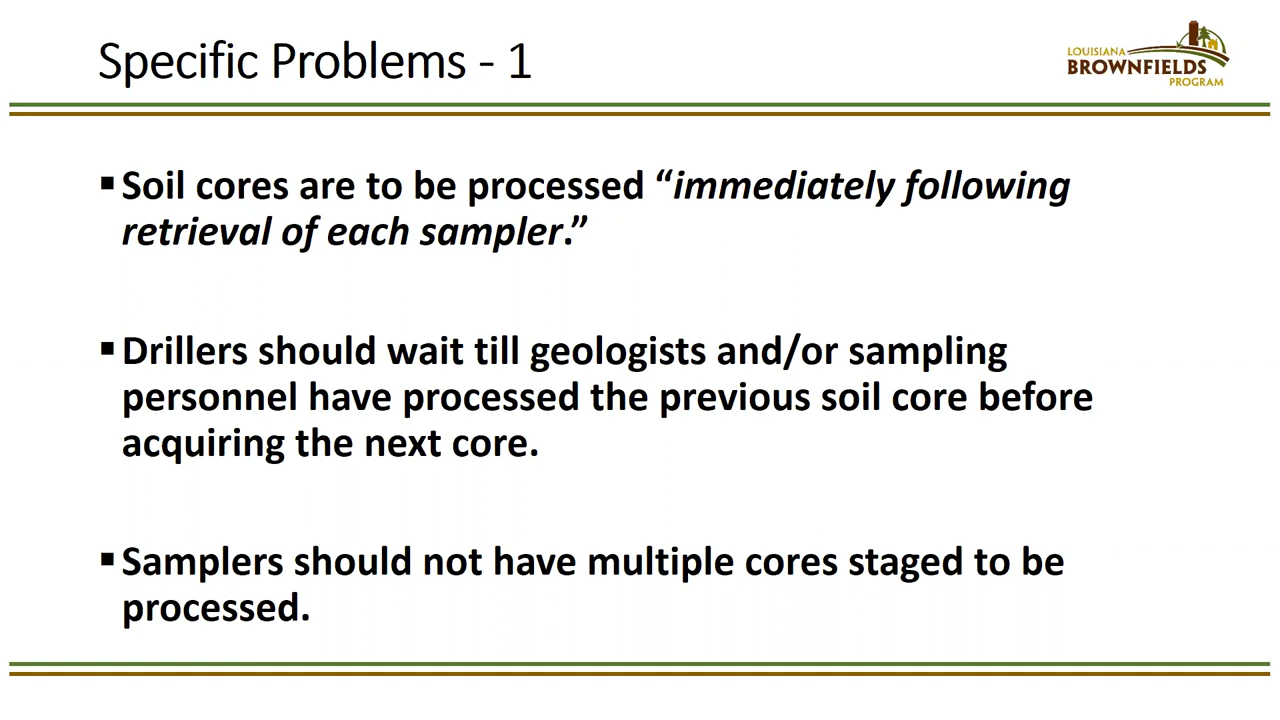 Specific Problems - 1
LOUISIANA
BROWNFIELDS
PROGRAM
▪ Soil cores are to be processed “immediately following
retrieval of each sampler.”
▪ Drillers should wait till geologists and/or sampling
personnel have processed the previous soil core before
acquiring the next core.
▪ Samplers should not have multiple cores staged to be
processed.